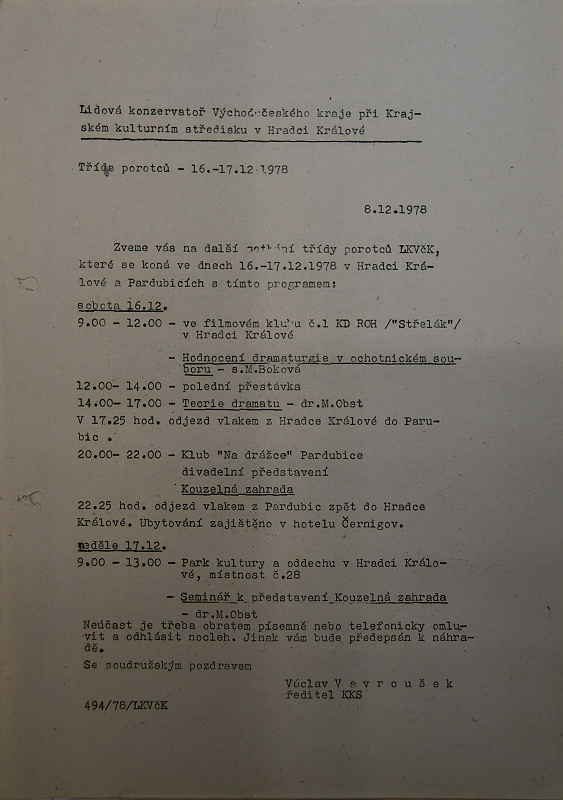 Lidová konzervatoř Východočeského kraje při Kraj-
ském kulturním středisku v Hradci Králové
Třída porotců - 16.-17.12 1978
8.12.1978
Zveme vás na další setkání třídy porotců LKVčK,
které se koná ve dnech 16.-17.12.1978 v Hradci Krá-
lové a Pardubicích s tímto programem:
sobota 16.12.
9.00 - 12.00 - ve filmovém klubu č.1 KD ROH /"Střelák"/
v Hradci Králové
- Hodnocení dramaturgie v ochotnickém sou-
boru - s.M.Boková
12.00- 14.00 - polední přestávka
14.00- 17.00 - Teorie dramatu - dr.M.Obst
V 17.25 hod. odjezd vlakem z Hradce Králové do Paru-
bic .
20.00- 22.00 - Klub "Na drážce" Pardubice
divadelní představení
Kouzelná zahrada
22.25 hod. odjezd vlakem z Pardubic zpět do Hradce
Králové. Ubytování zajištěno v hotelu Černigov.
neděle 17.12.
9.00 - 13.00 - Park kultury a oddechu v Hradci Králo-
vé, místnost č.28
- Seminář k představení Kouzelná zahrada
- dr.M.Obst
Neúčast je třeba obratem písemně nebo telefonicky omlu-
vit a odhlásit nocleh. Jinak vám bude předepsán k náhra-
dě.
Se soudružským pozdravem
Václav V a v r o u š e k
ředitel KKS
494/78/LKVčK